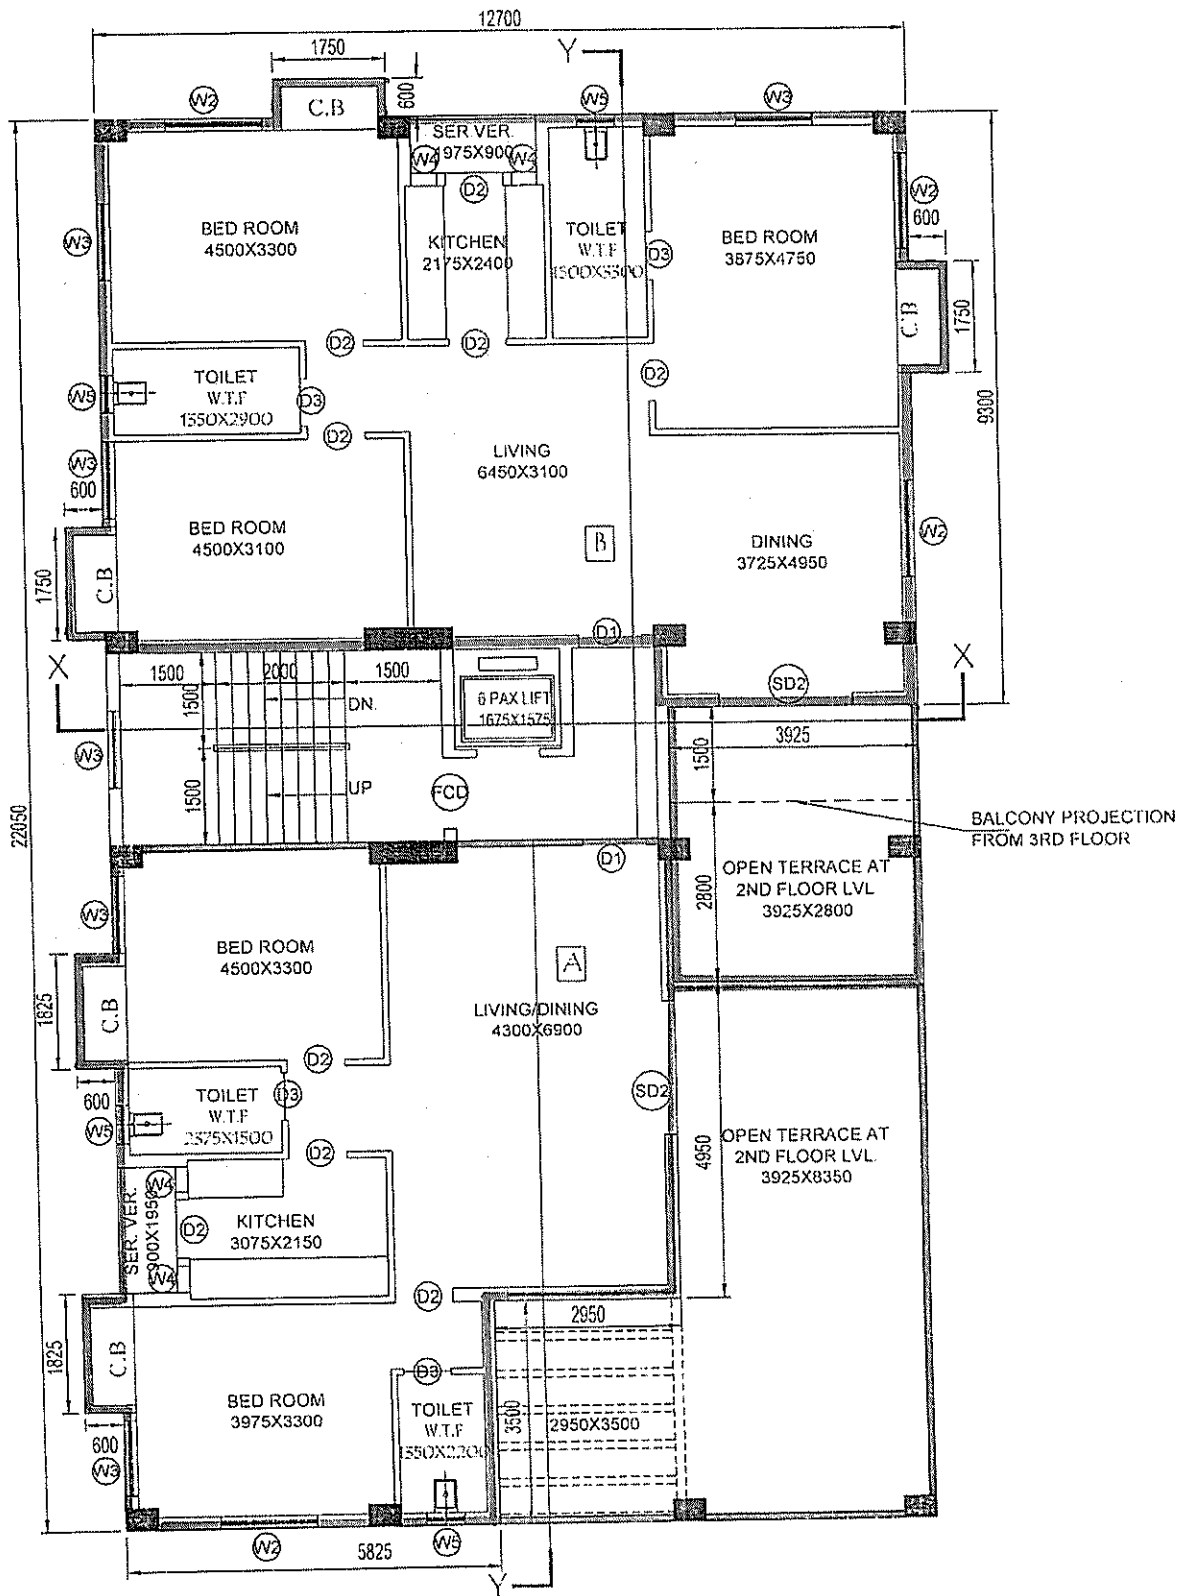 12700
1750
Y
600
W2
C.B
W5
W3
SER.VER.
1975X900
W4
W4
D2
W2
600
BED ROOM
4500X3300
KITCHEN
2175X2400
TOILET
W.T.F
1500X3300
D3
BED ROOM
3875X4750
W3
1750
C.B
D2
D2
D2
TOILET
W.T.F
1550X2900
W5
D3
D2
9300
W3
600
LIVING
6450X3100
BED ROOM
4500X3100
B
DINING
3725X4950
W2
1750
C.B
D1
X
X
1500
2000
1500
SD2
1500
DN.
6 PAX LIFT
1675X1575
3925
1500
W3
1500
UP
FCD
22050
BALCONY PROJECTION
FROM 3RD FLOOR
D1
OPEN TERRACE AT
2ND FLOOR LVL
3925X2800
2800
W3
BED ROOM
4500X3300
A
LIVING/DINING
4300X6900
1825
C.B
D2
600
TOILET
W.T.F
2875X1500
D3
SD2
W5
4950
OPEN TERRACE AT
2ND FLOOR LVL.
3925X8350
D2
W4
SER. VER.
900X1950
D2
KITCHEN
3075X2150
W4
D2
2950
1825
C.B
D3
BED ROOM
3975X3300
TOILET
W.T.F
1550X2200
3500
2950X3500
600
W3
W2
W5
5825
Y